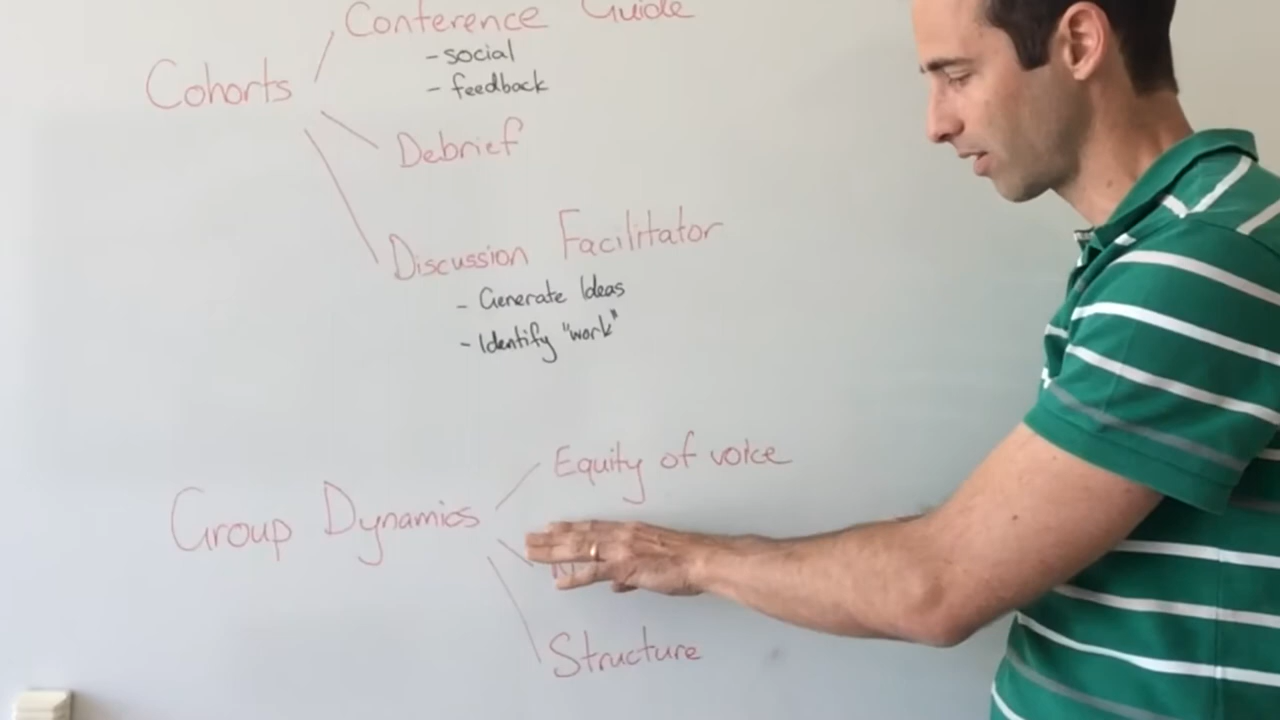 Conference Guide
- social
- feedback
Cohorts
Debrief
Discussion Facilitator
- Generate Ideas
- Identify "work"
Equity of voice
Group Dynamics
Structure